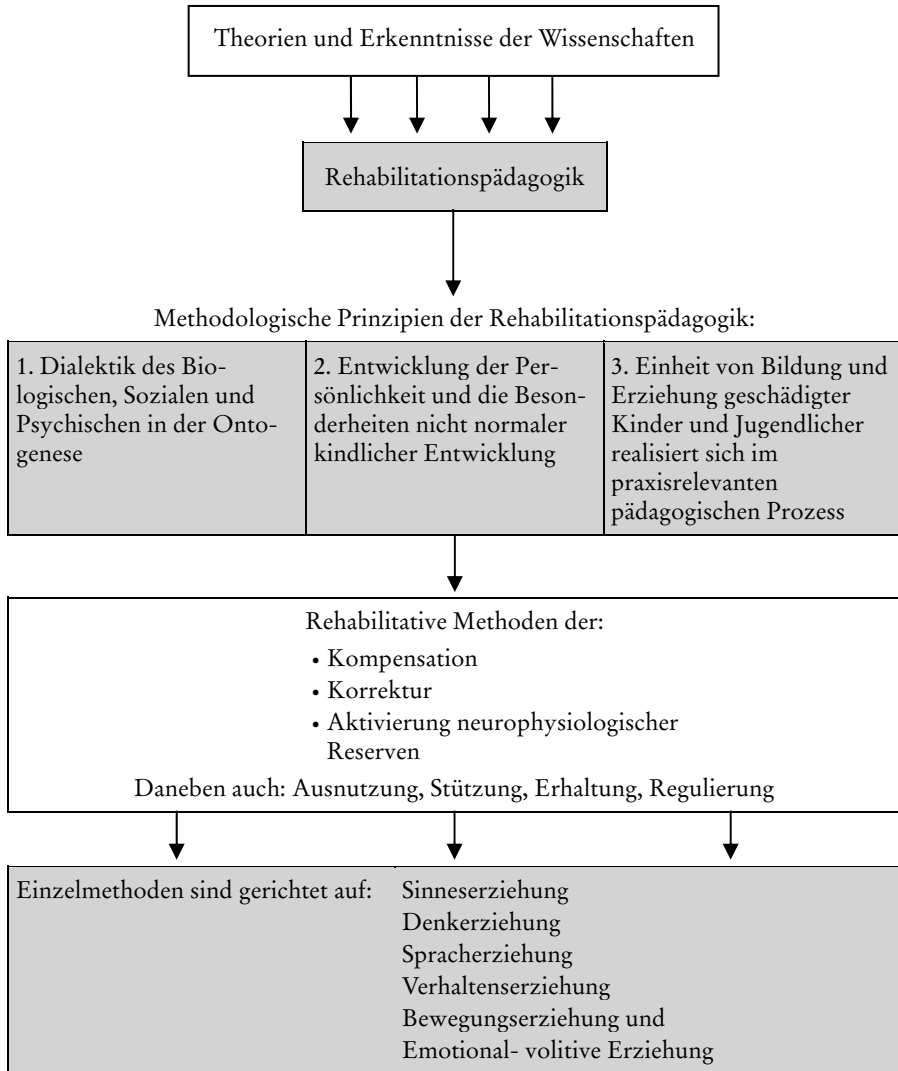 Theorien und Erkenntnisse der Wissenschaften
Rehabilitationspädagogik
Methodologische Prinzipien der Rehabilitationspädagogik:
1. Dialektik des Bio-
logischen, Sozialen und
Psychischen in der Onto-
genese
2. Entwicklung der Per-
sönlichkeit und die Beson-
derheiten nicht normaler
kindlicher Entwicklung
3. Einheit von Bildung und
Erziehung geschädigter
Kinder und Jugendlicher
realisiert sich im
praxisrelevanten
pädagogischen Prozess
Rehabilitative Methoden der:
• Kompensation
• Korrektur
• Aktivierung neurophysiologischer
Reserven
Daneben auch: Ausnutzung, Stützung, Erhaltung, Regulierung
Einzelmethoden sind gerichtet auf:
Sinneserziehung
Denkerziehung
Spracherziehung
Verhaltenserziehung
Bewegungserziehung und
Emotional- volitive Erziehung